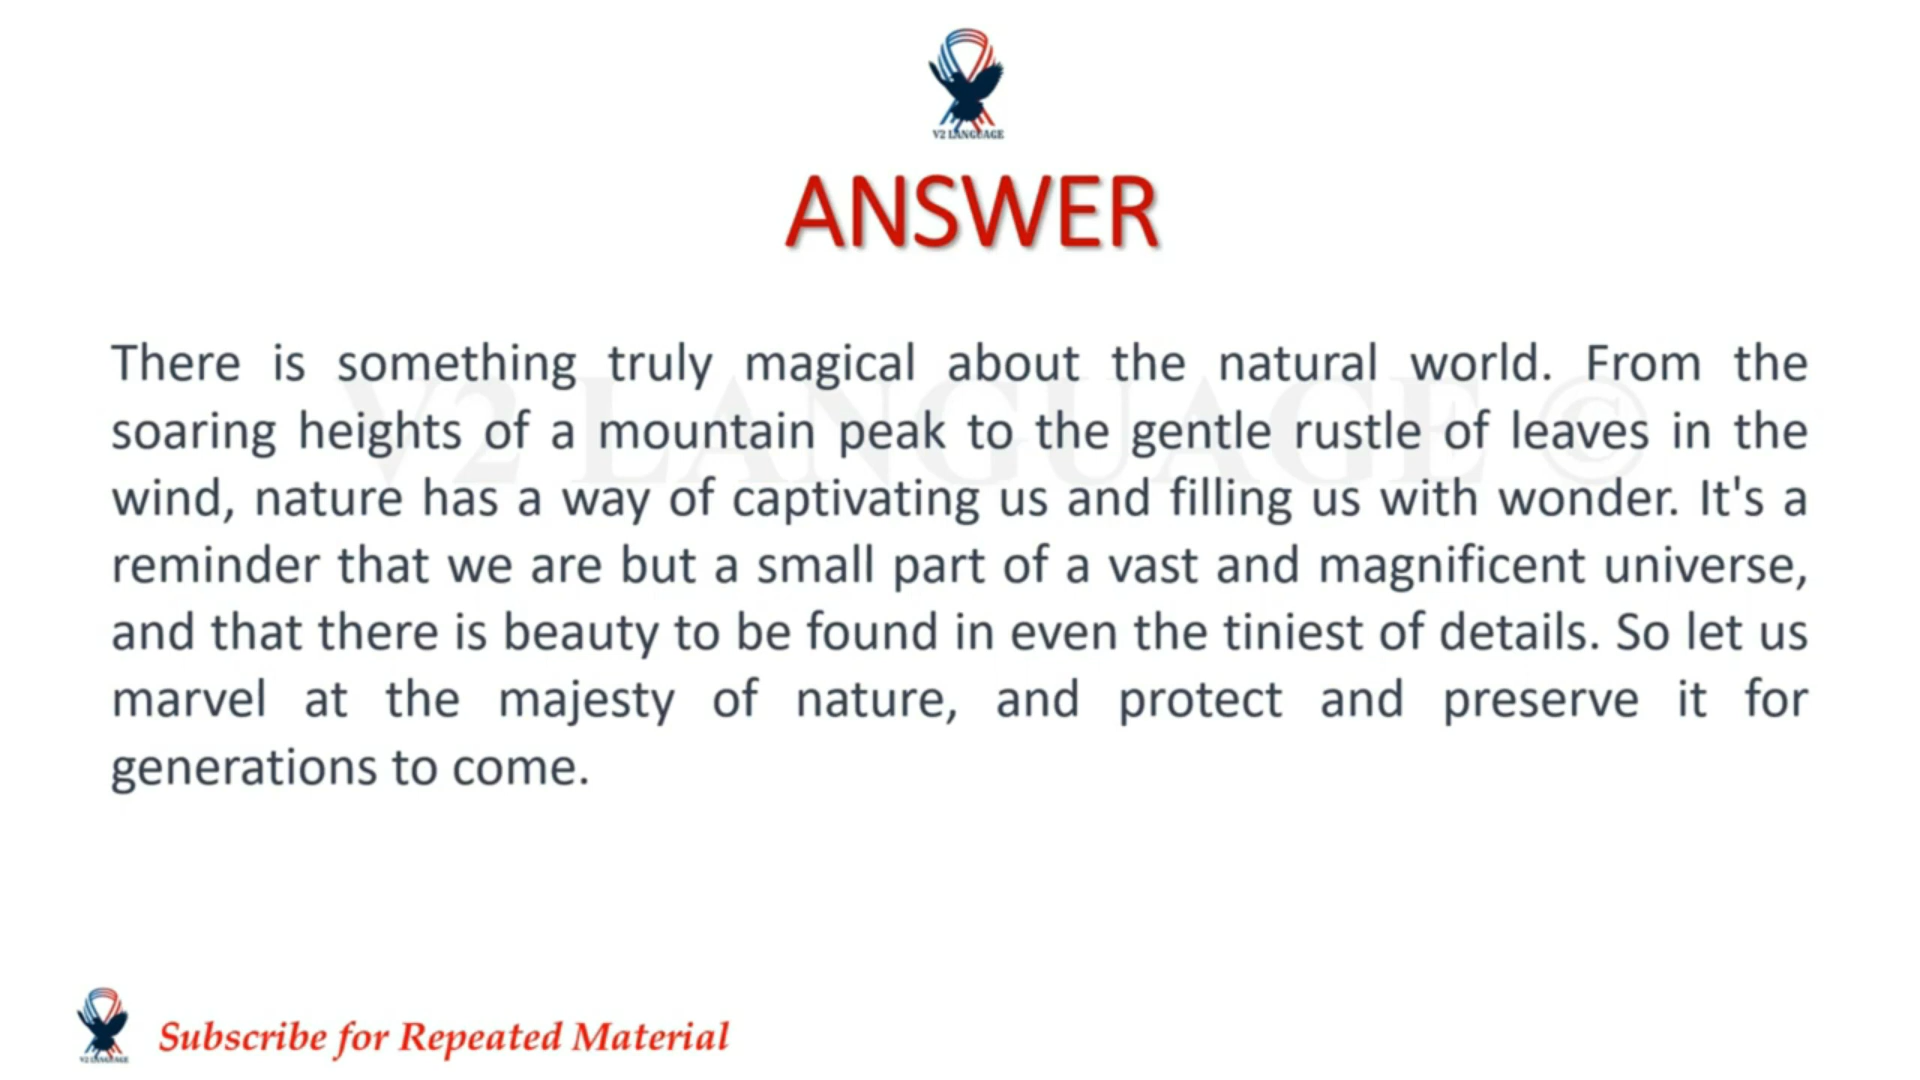 V2 LANGUAGE
ANSWER
V2 LANGUAGE ©
There is something truly magical about the natural world. From the
soaring heights of a mountain peak to the gentle rustle of leaves in the
wind, nature has a way of captivating us and filling us with wonder. It's a
reminder that we are but a small part of a vast and magnificent universe,
and that there is beauty to be found in even the tiniest of details. So let us
marvel at the majesty of nature, and protect and preserve it for
generations to come.
V2 LANGUAGE
Subscribe for Repeated Material